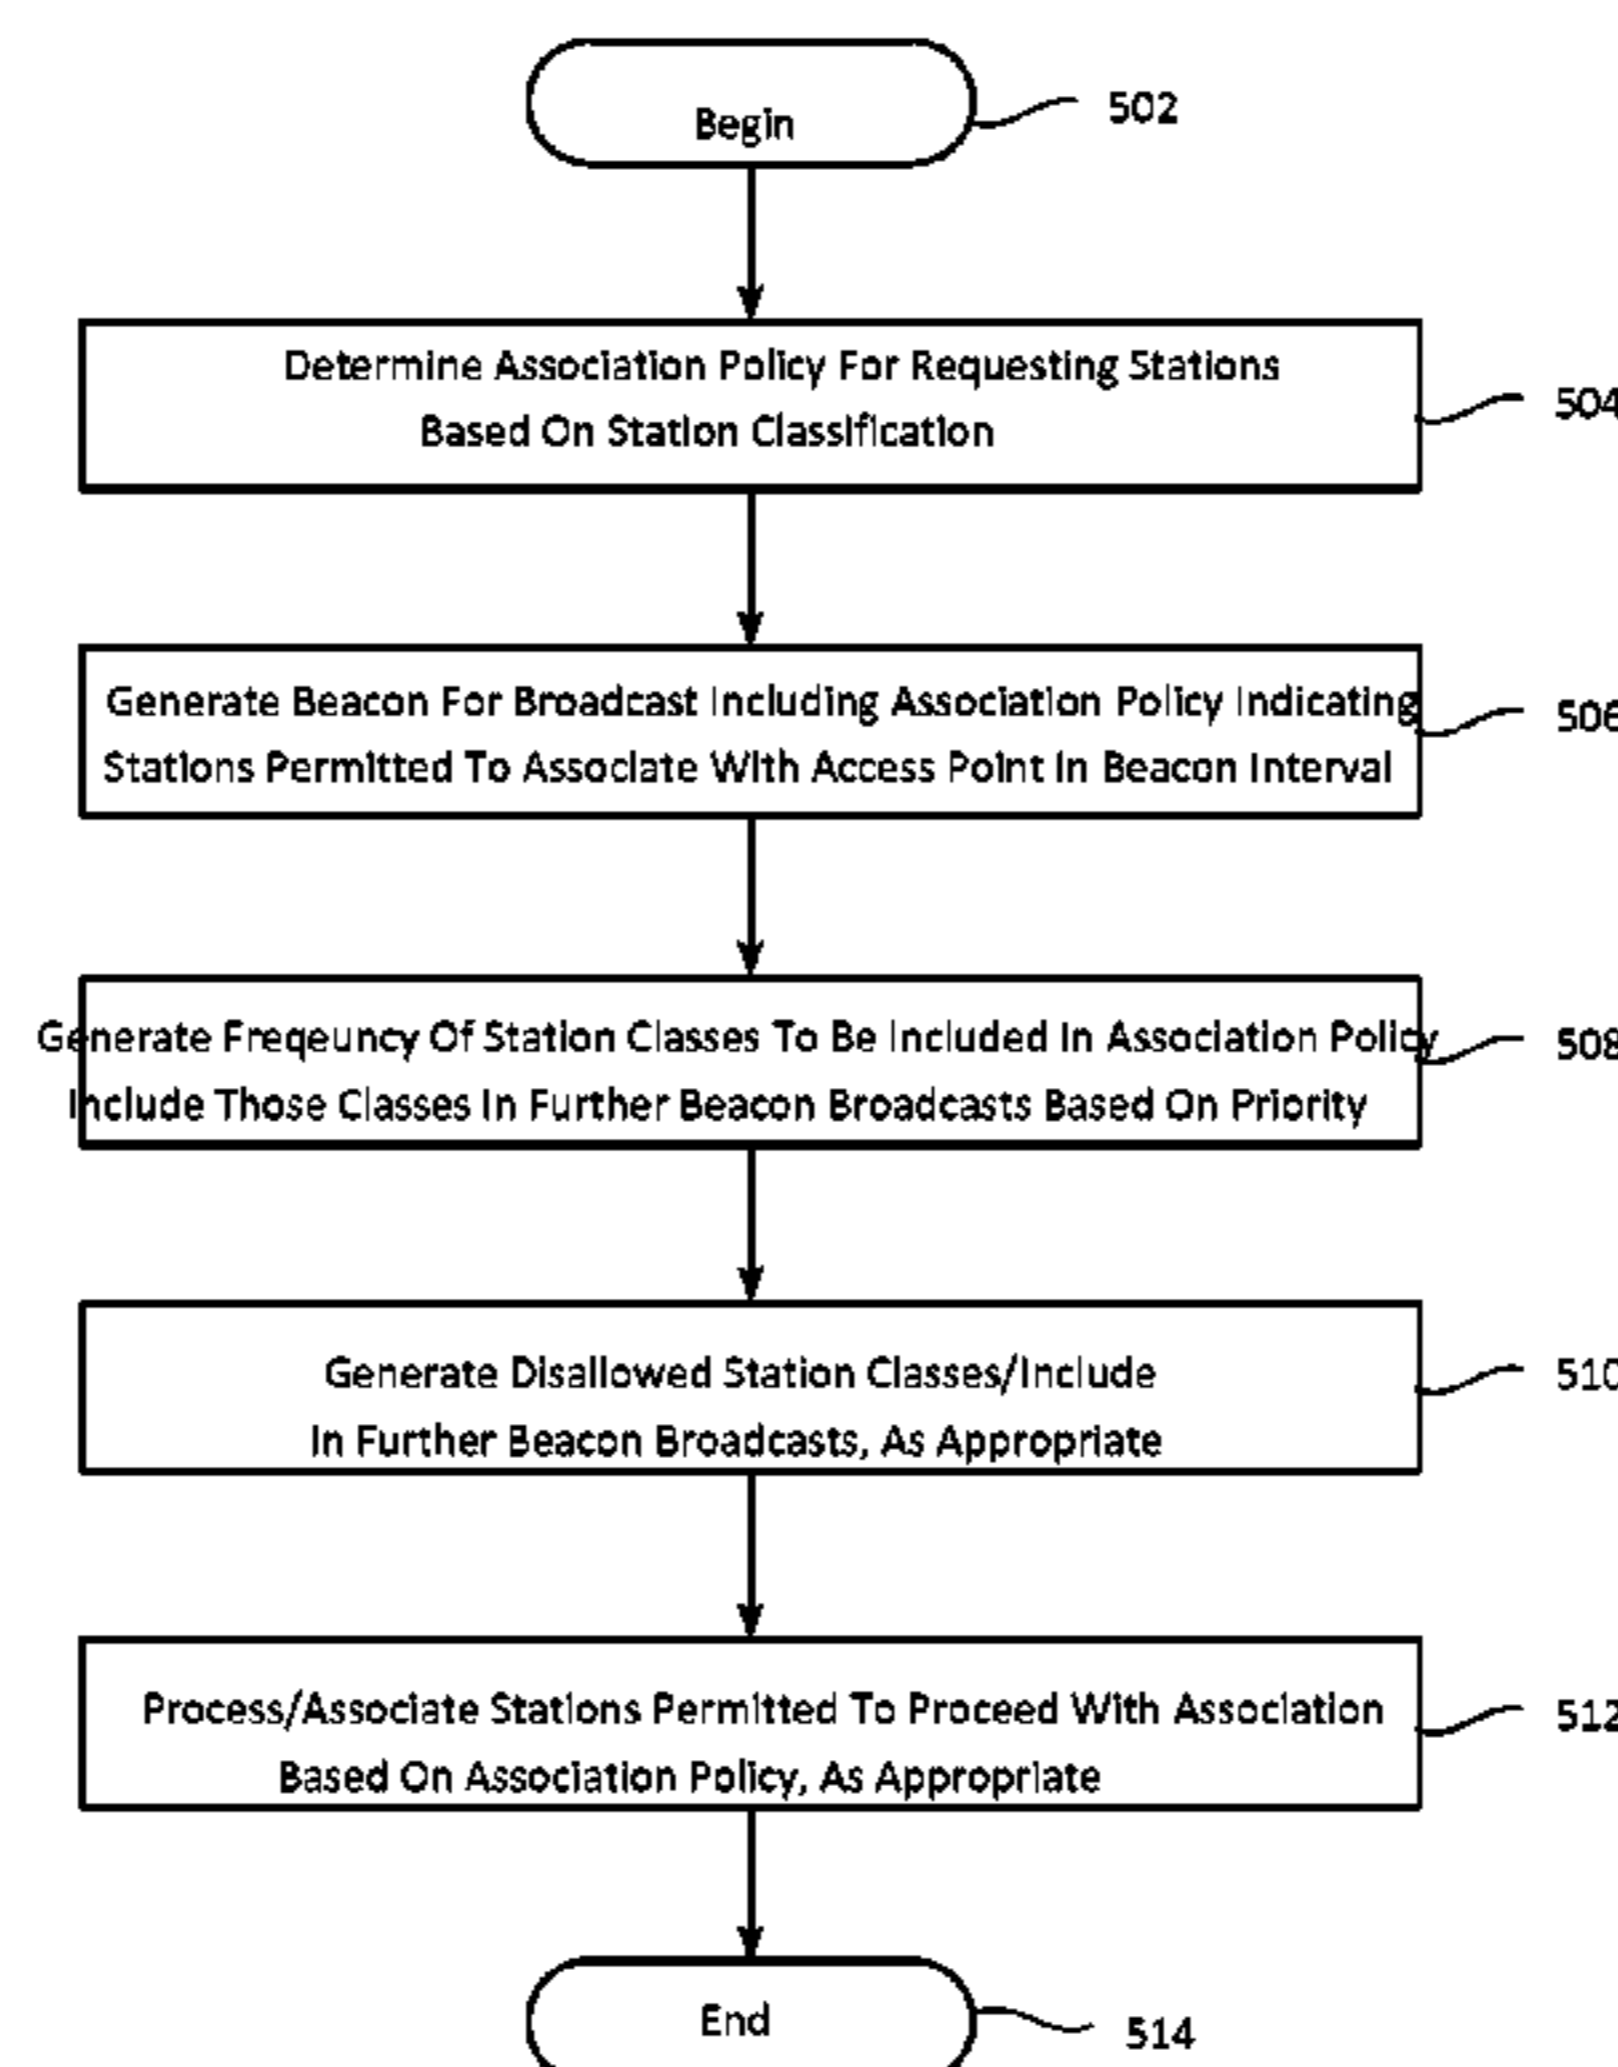 Begin
502
Determine Association Policy For Requesting Stations
Based On Station Classification
504
Generate Beacon For Broadcast Including Association Policy Indicating
Stations Permitted To Associate With Access Point In Beacon Interval
506
Generate Freqeuncy Of Station Classes To Be Included In Association Policy
Include Those Classes In Further Beacon Broadcasts Based On Priority
508
Generate Disallowed Station Classes/Include
In Further Beacon Broadcasts, As Appropriate
510
Process/Associate Stations Permitted To Proceed With Association
Based On Association Policy, As Appropriate
512
End
514